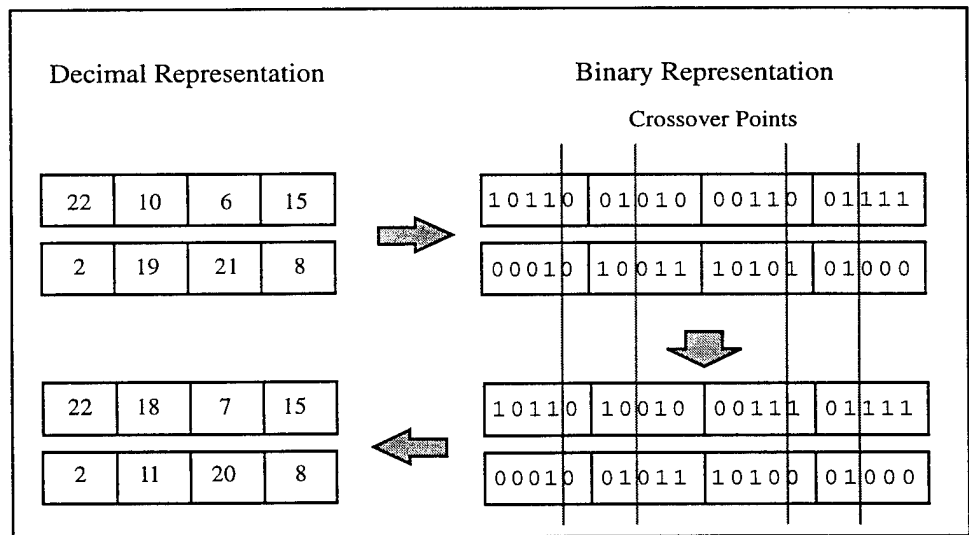 Decimal Representation
Binary Representation
Crossover Points
22 10 6 15
10110 01010 00110 01111
2 19 21 8
00010 10011 10101 01000
22 18 7 15
10110 10010 00111 01111
2 11 20 8
00010 01011 10100 01000